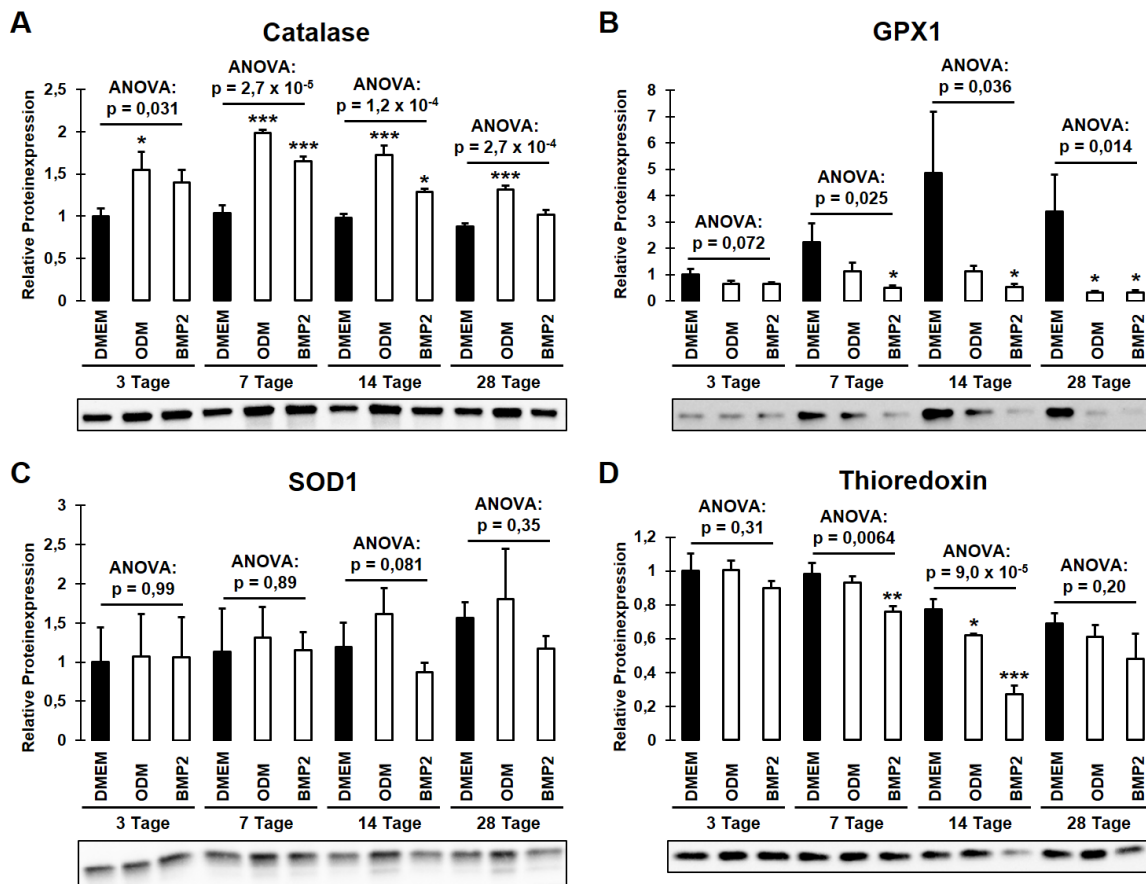 A
Catalase
Relative Proteinexpression
2,5
2
1,5
1
0,5
0
ANOVA:
p = 0,031
ANOVA:
p = 2,7 x 10⁻⁵
ANOVA:
p = 1,2 x 10⁻⁴
ANOVA:
p = 2,7 x 10⁻⁴
*
***
***
***
*
***
DMEM
ODM
BMP2
DMEM
ODM
BMP2
DMEM
ODM
BMP2
DMEM
ODM
BMP2
3 Tage
7 Tage
14 Tage
28 Tage
B
GPX1
Relative Proteinexpression
8
7
6
5
4
3
2
1
0
ANOVA:
p = 0,072
ANOVA:
p = 0,025
ANOVA:
p = 0,036
ANOVA:
p = 0,014
*
*
*
*
DMEM
ODM
BMP2
DMEM
ODM
BMP2
DMEM
ODM
BMP2
DMEM
ODM
BMP2
3 Tage
7 Tage
14 Tage
28 Tage
C
SOD1
Relative Proteinexpression
3
2,5
2
1,5
1
0,5
0
ANOVA:
p = 0,99
ANOVA:
p = 0,89
ANOVA:
p = 0,081
ANOVA:
p = 0,35
DMEM
ODM
BMP2
DMEM
ODM
BMP2
DMEM
ODM
BMP2
DMEM
ODM
BMP2
3 Tage
7 Tage
14 Tage
28 Tage
D
Thioredoxin
Relative Proteinexpression
1,2
1
0,8
0,6
0,4
0,2
0
ANOVA:
p = 0,31
ANOVA:
p = 0,0064
ANOVA:
p = 9,0 x 10⁻⁵
ANOVA:
p = 0,20
**
*
***
DMEM
ODM
BMP2
DMEM
ODM
BMP2
DMEM
ODM
BMP2
DMEM
ODM
BMP2
3 Tage
7 Tage
14 Tage
28 Tage